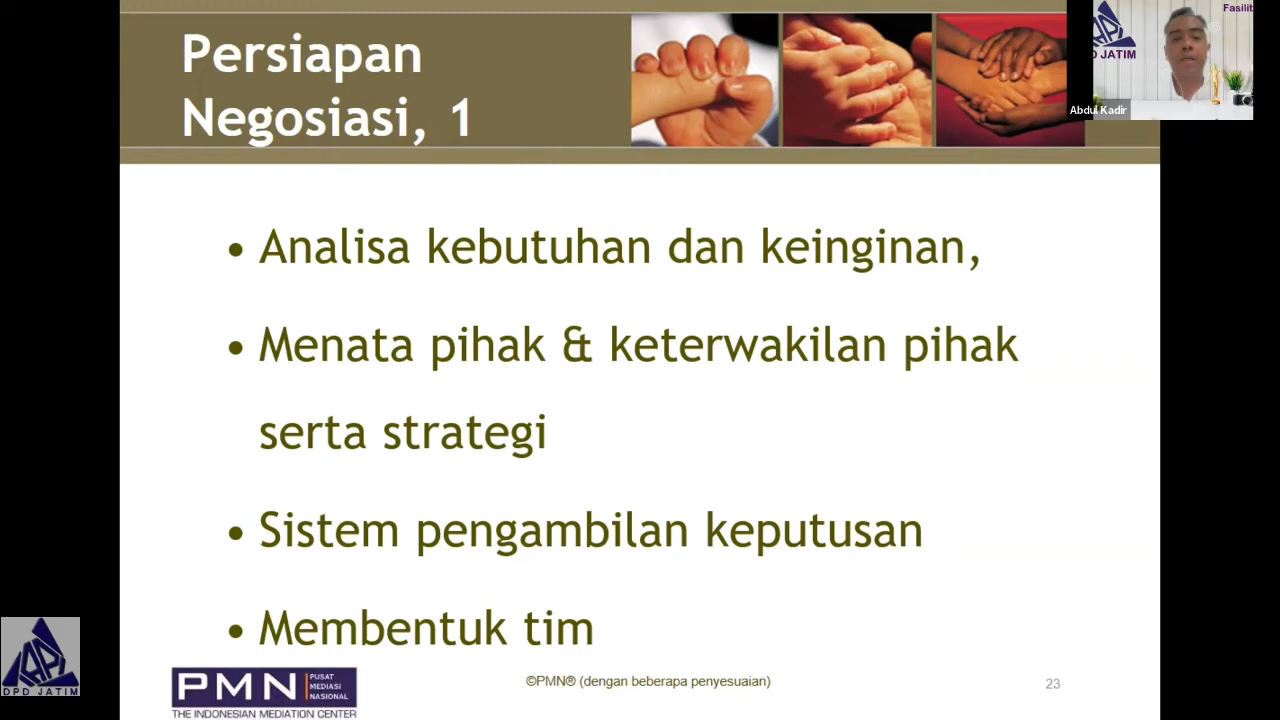 Persiapan
Negosiasi, 1
Fasilit
D JATIM
Abdul Kadir
• Analisa kebutuhan dan keinginan,
• Menata pihak & keterwakilan pihak
serta strategi
• Sistem pengambilan keputusan
• Membentuk tim
DPD JATIM
PMN PUSAT
MEDIASI
NASIONAL
THE INDONESIAN MEDIATION CENTER
©PMN® (dengan beberapa penyesuaian)
23